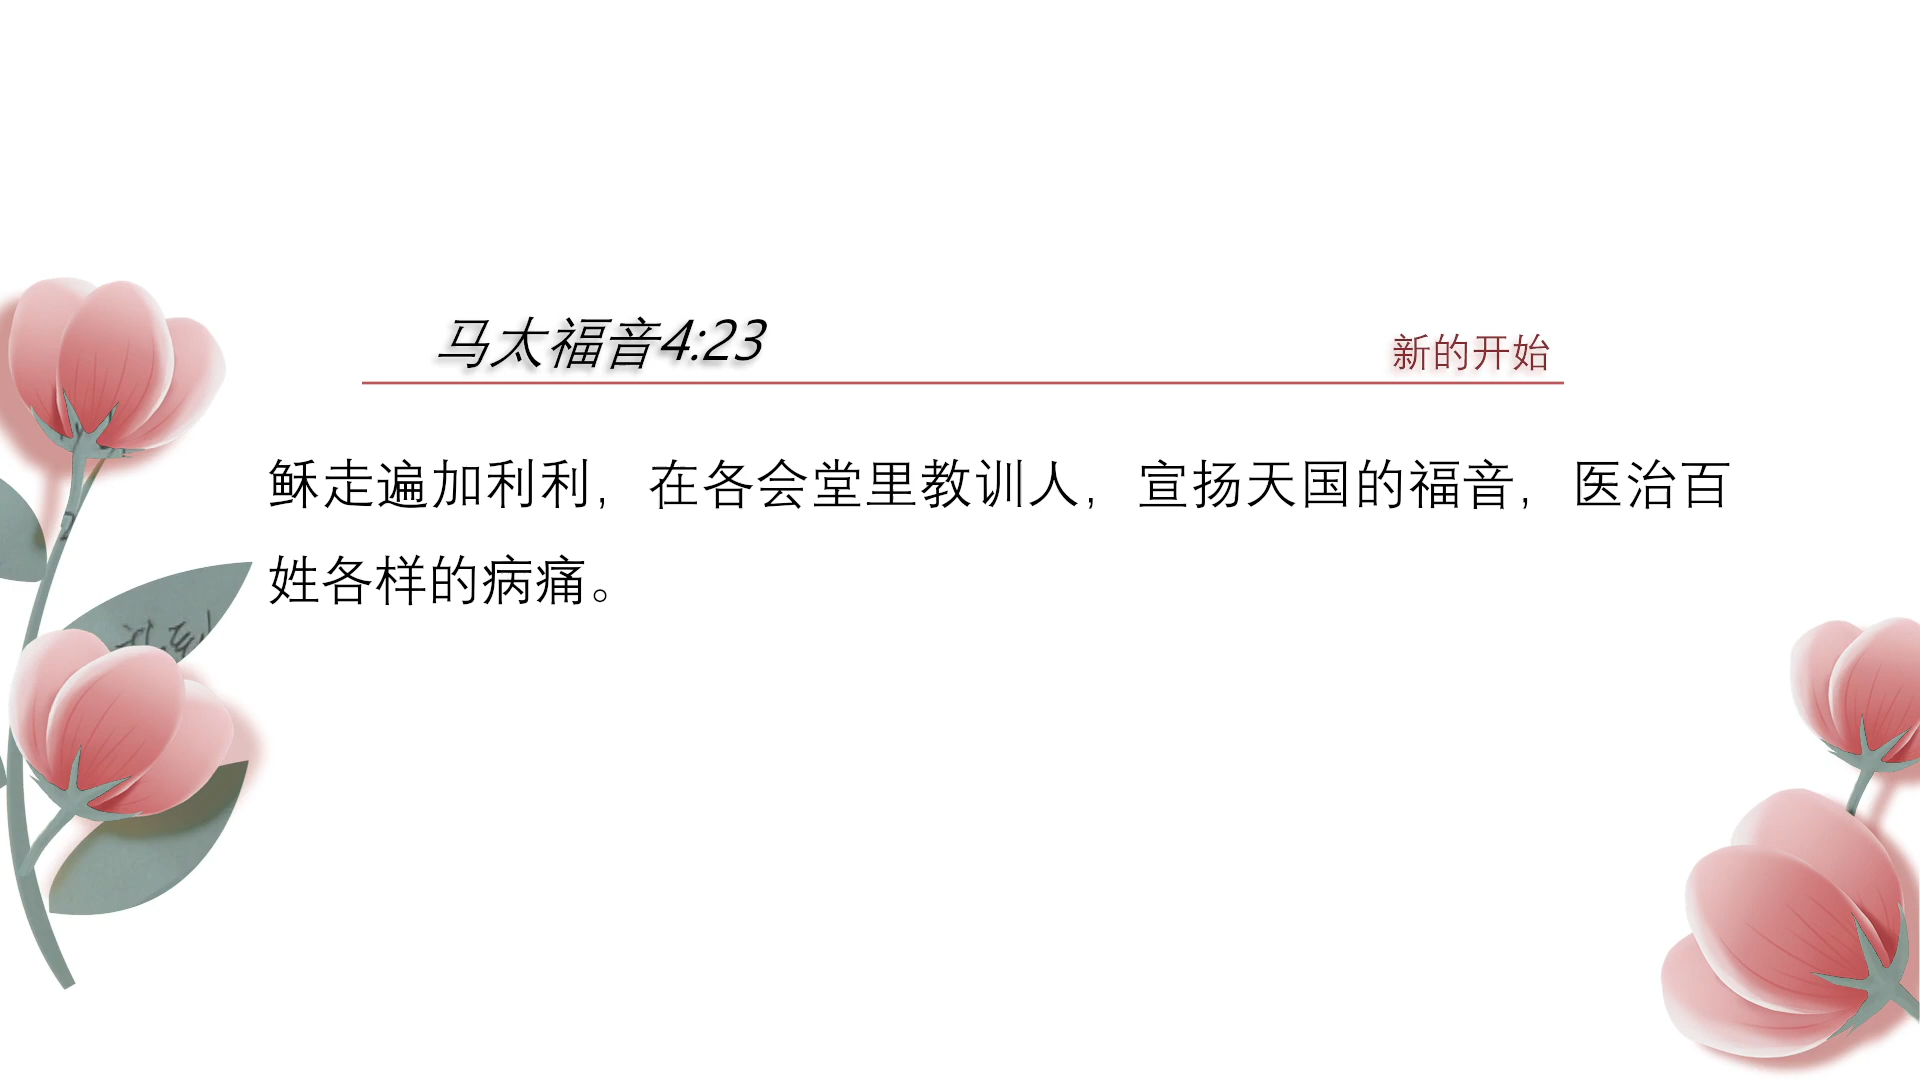 马太福音4:23
新的开始
稣走遍加利利，在各会堂里教训人，宣扬天国的福音，医治百
姓各样的病痛。